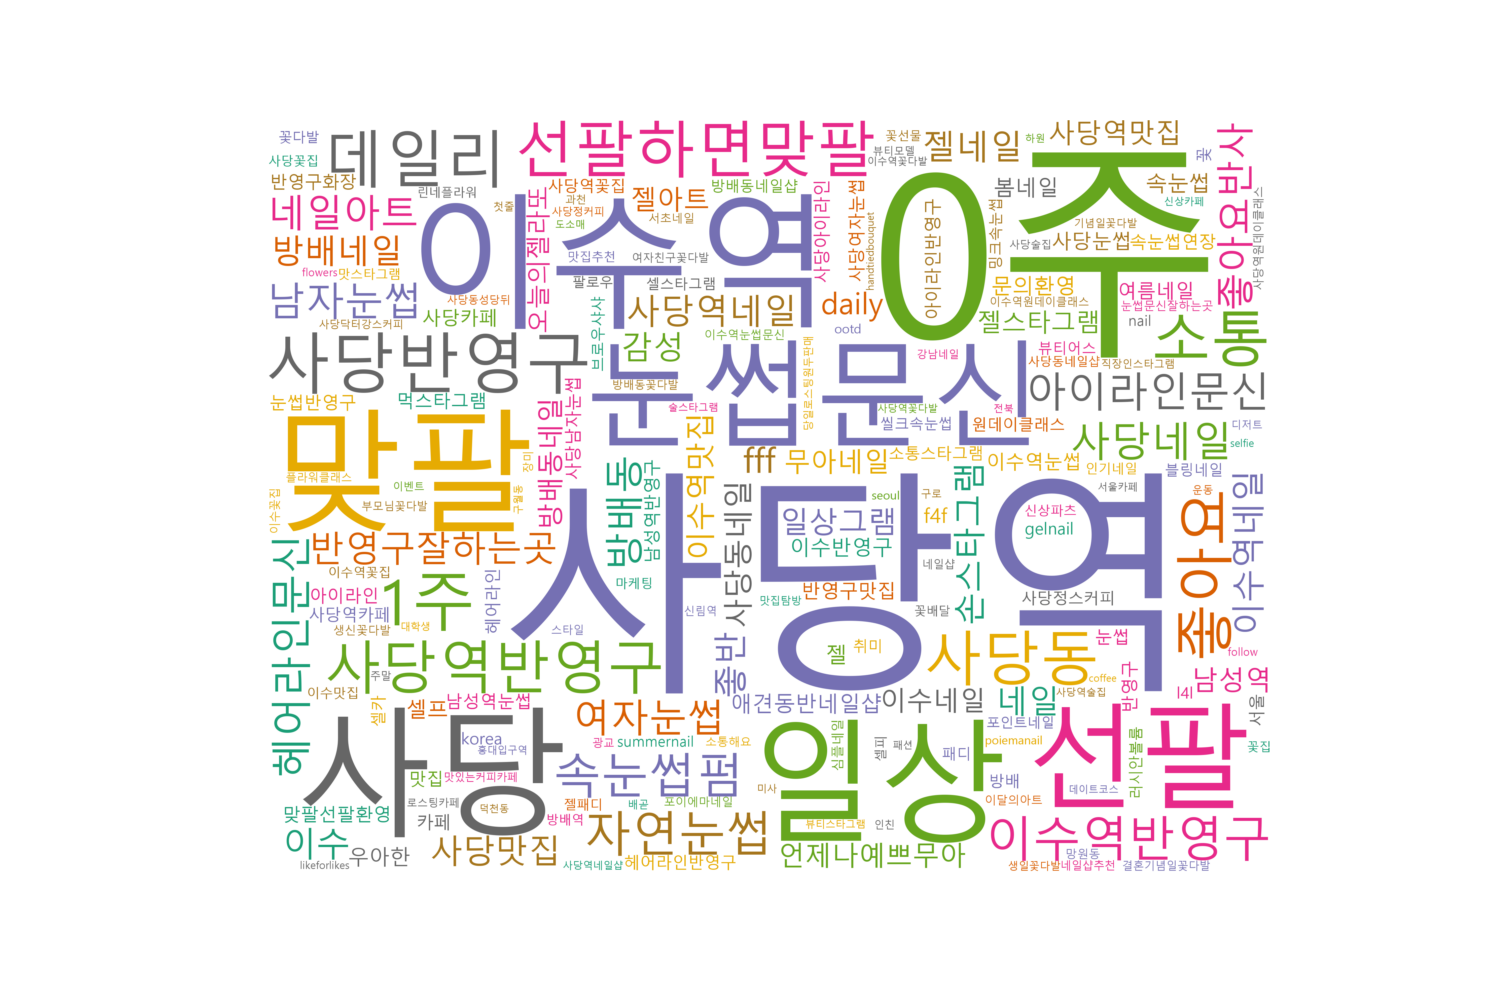 꽃다발
데일리
선팔하면맞팔
꽃선물
뷰티모델
이수역꽃다발
젤네일
하원
사당역맛집
꽃
좋아요반사
사당꽃집
반영구화장
린네플라워
네일아트
첫줄
이수역
오늘의젤라또
사당역꽃집
과천
사당정커피
도소매
젤아트
방배동네일샵
서초네일
사당아이라인
사당여자눈썹
handtiedbouquet
0주
아이라인반영구
봄네일
밍크속눈썹
속눈썹
신상카페
기념일꽃다발
사당술집
사당눈썹
속눈썹연장
사당역원데이클래스
방배네일
flowers
맛스타그램
맛집추천
여자친구꽃다발
팔로우
셀스타그램
남자눈썹
사당동성당뒤
사당카페
사당닥터강스커피
브로우샤샤
사당역네일
daily
ootd
문의환영
이수역원데이클래스
젤스타그램
여름네일
눈썹문신잘하는곳
nail
소통
사당반영구
감성
이수역눈썹문신
당일로스팅원두판매
눈썹문신
강남네일
뷰티어스
사당동네일샵
직장인스타그램
아이라인문신
눈썹반영구
먹스타그램
사당남자눈썹
방배동꽃다발
술스타그램
사당역꽃다발
전북
씰크속눈썹
원데이클래스
디저트
selfie
맞팔
장미
방배동네일
이수역맛집
fff
무아네일
소통스타그램
이수역눈썹
사당네일
인기네일
블링네일
플라워클래스
이벤트
구월동
방배동
남성역반영구
부모님꽃다발
이수꽃집
사당동네일
일상그램
seoul
구로
f4f
손스타그램
신상파츠
gelnail
서울카페
운동
좋아요
이수역네일
헤어라인문신
반영구잘하는곳
이수반영구
네일샵
이수역꽃집
아이라인
1주
헤어라인
마케팅
사당역
신림역
맛집탐방
반영구맛집
꽃배달
사당정스커피
사당역카페
생신꽃다발
대학생
스타일
사당역반영구
주말
좋반
젤
취미
사당동
눈썹
follow
coffee
이수맛집
셀카
셀프
남성역눈썹
여자눈썹
애견동반네일샵
이수네일
네일
사당역술집
반영구
l4l
남성역
서울
사당
korea
홍대입구역
광교
summernail
소통해요
일상
심플네일
셀피
패션
패디
포인트네일
poiemanail
선팔
러시안볼륨
꽃집
맛집
맛있는커피카페
속눈썹펌
방배
데이트코스
미사
이달의아트
맞팔선팔환영
로스팅카페
덕천동
젤패디
배곧
포이에마네일
카페
방배역
자연눈썹
뷰티스타그램
인친
이수역반영구
이수
우아한
likeforlikes
사당맛집
사당역네일샵
헤어라인반영구
언제나예쁘무아
망원동
생일꽃다발
네일샵추천
결혼기념일꽃다발